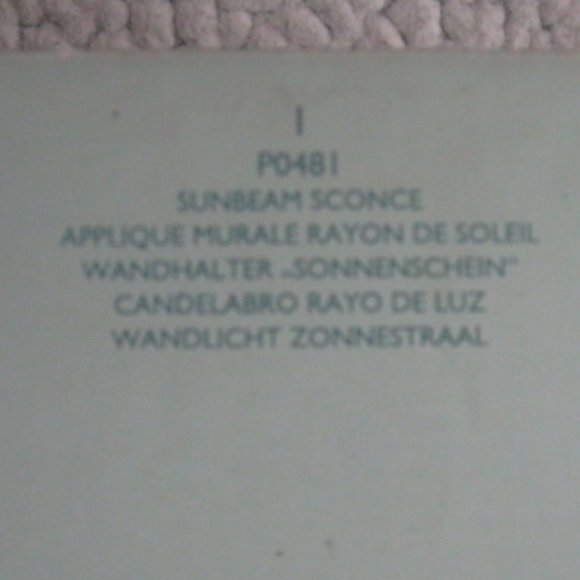 1
P0481
SUNBEAM SCONCE
APPLIQUE MURALE RAYON DE SOLEIL
WANDHALTER „SONNENSCHEIN"
CANDELABRO RAYO DE LUZ
WANDLICHT ZONNESTRAAL